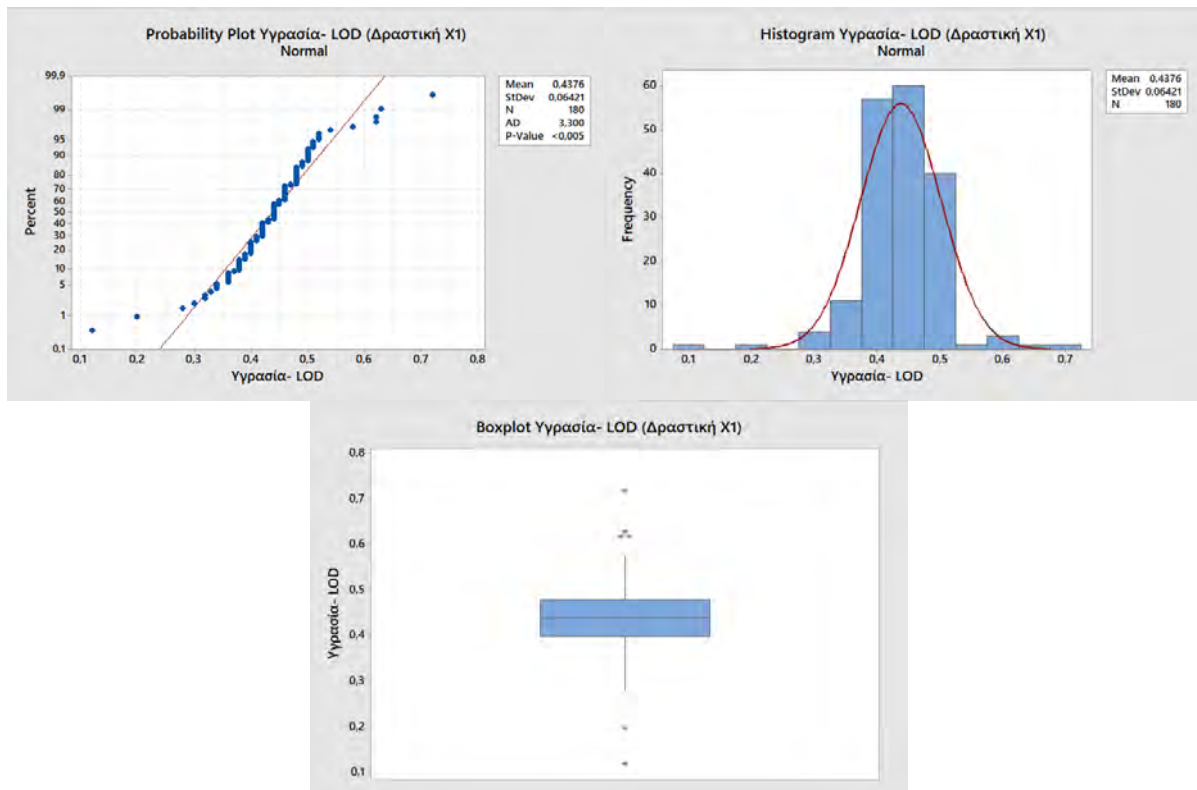 Probability Plot Υγρασία- LOD (Δραστική Χ1)
Normal
99,9
99
95
90
80
70
60
50
40
30
20
10
5
1
0,1
Percent
0,1 0,2 0,3 0,4 0,5 0,6 0,7 0,8
Υγρασία- LOD
Mean 0,4376
StDev 0,06421
N 180
AD 3,300
P-Value <0,005
Histogram Υγρασία- LOD (Δραστική Χ1)
Normal
60
50
40
30
20
10
0
Frequency
0,1 0,2 0,3 0,4 0,5 0,6 0,7
Υγρασία- LOD
Mean 0,4376
StDev 0,06421
N 180
Boxplot Υγρασία- LOD (Δραστική Χ1)
0,8
0,7
0,6
0,5
0,4
0,3
0,2
0,1
Υγρασία- LOD